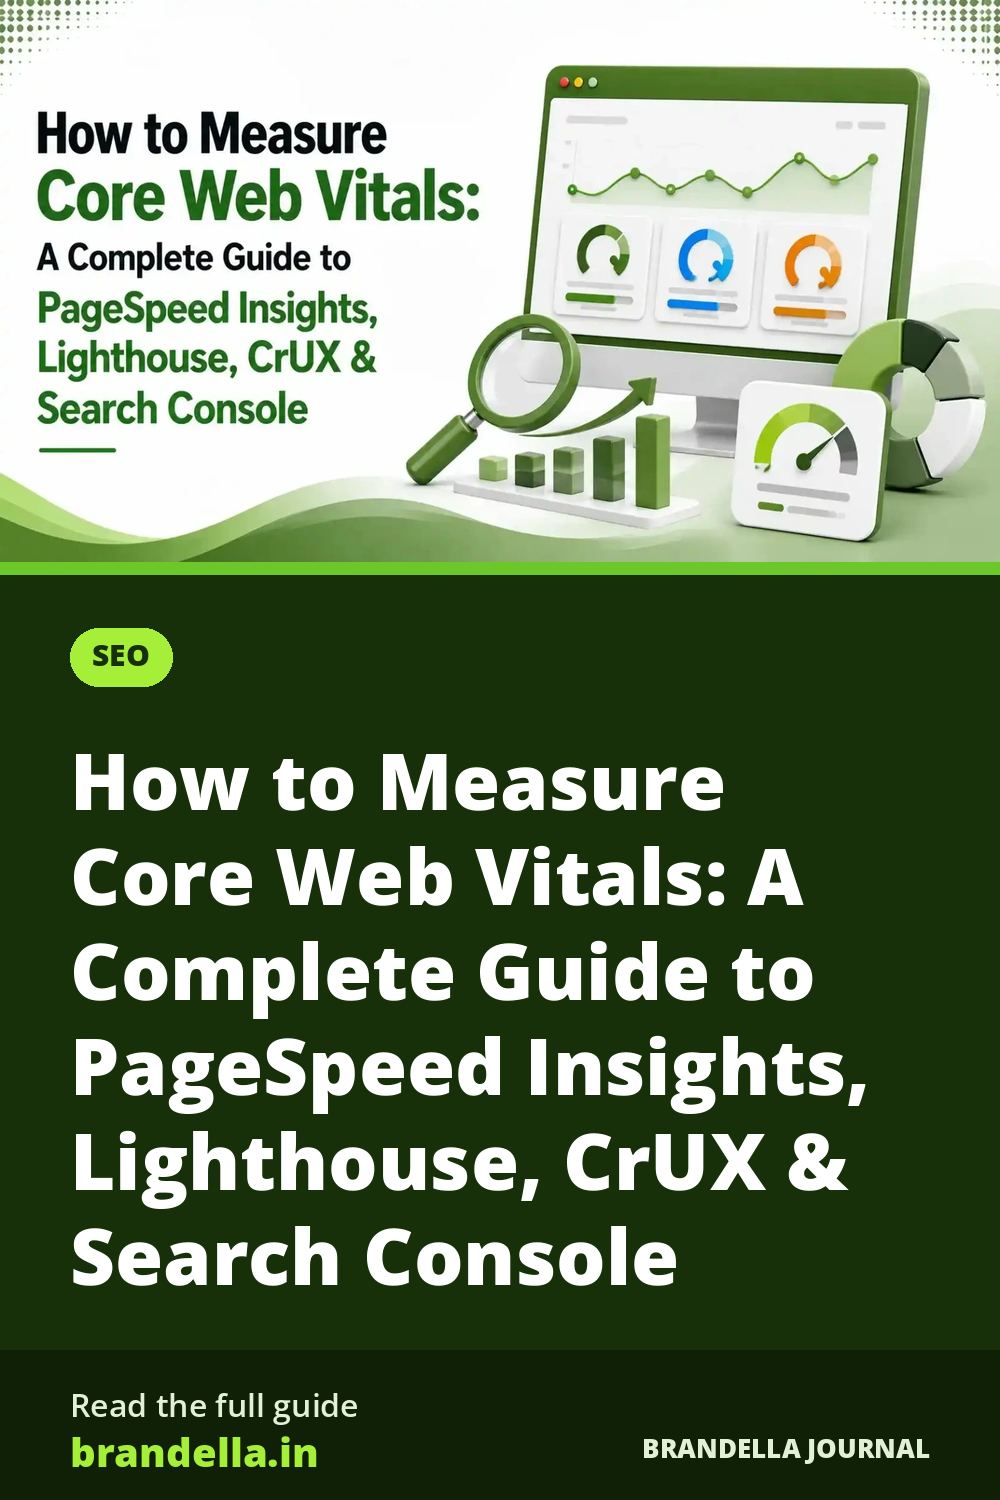 How to Measure
Core Web Vitals:
A Complete Guide to
PageSpeed Insights,
Lighthouse, CrUX &
Search Console
SEO
How to Measure
Core Web Vitals: A
Complete Guide to
PageSpeed Insights,
Lighthouse, CrUX &
Search Console
Read the full guide
brandella.in
BRANDELLA JOURNAL